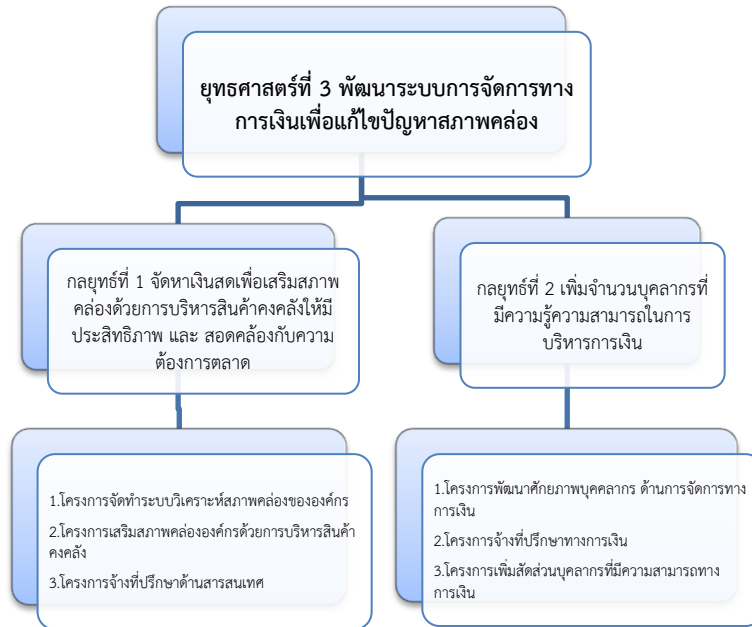 ยุทธศาสตร์ที่ 3 พัฒนาระบบการจัดการทาง
การเงินเพื่อแก้ไขปัญหาสภาพคล่อง
กลยุทธ์ที่ 1 จัดหาเงินสดเพื่อเสริมสภาพ
คล่องด้วยการบริหารสินค้าคงคลังให้มี
ประสิทธิภาพ และ สอดคล้องกับความ
ต้องการตลาด
กลยุทธ์ที่ 2 เพิ่มจำนวนบุคลากรที่
มีความรู้ความสามารถในการ
บริหารการเงิน
1.โครงการจัดทำระบบวิเคราะห์สภาพคล่องขององค์กร
2.โครงการเสริมสภาพคล่ององค์กรด้วยการบริหารสินค้า
คงคลัง
3.โครงการจ้างที่ปรึกษาด้านสารสนเทศ
1.โครงการพัฒนาศักยภาพบุคคลากร ด้านการจัดการทาง
การเงิน
2.โครงการจ้างที่ปรึกษาทางการเงิน
3.โครงการเพิ่มสัดส่วนบุคลากรที่มีความสามารถทาง
การเงิน